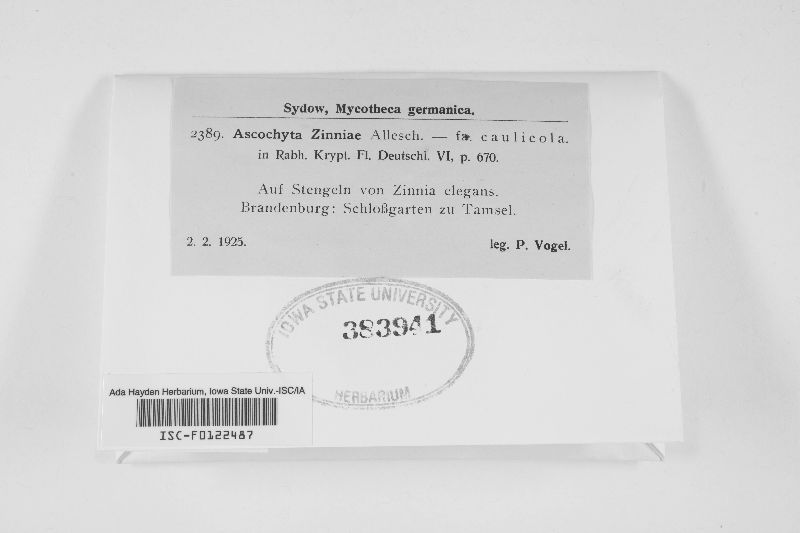 Sydow, Mycotheca germanica.
2389. Ascochyta Zinniae Allesch. — fa. caulicola.
in Rabh. Krypt. Fl. Deutschl. VI, p. 670.
Auf Stengeln von Zinnia elegans.
Brandenburg: Schloßgarten zu Tamsel.
2. 2. 1925. leg. P. Vogel.
IOWA STATE UNIVERSITY
383941
HERBARIUM
Ada Hayden Herbarium, Iowa State Univ.-ISC/IA
ISC-F0122487